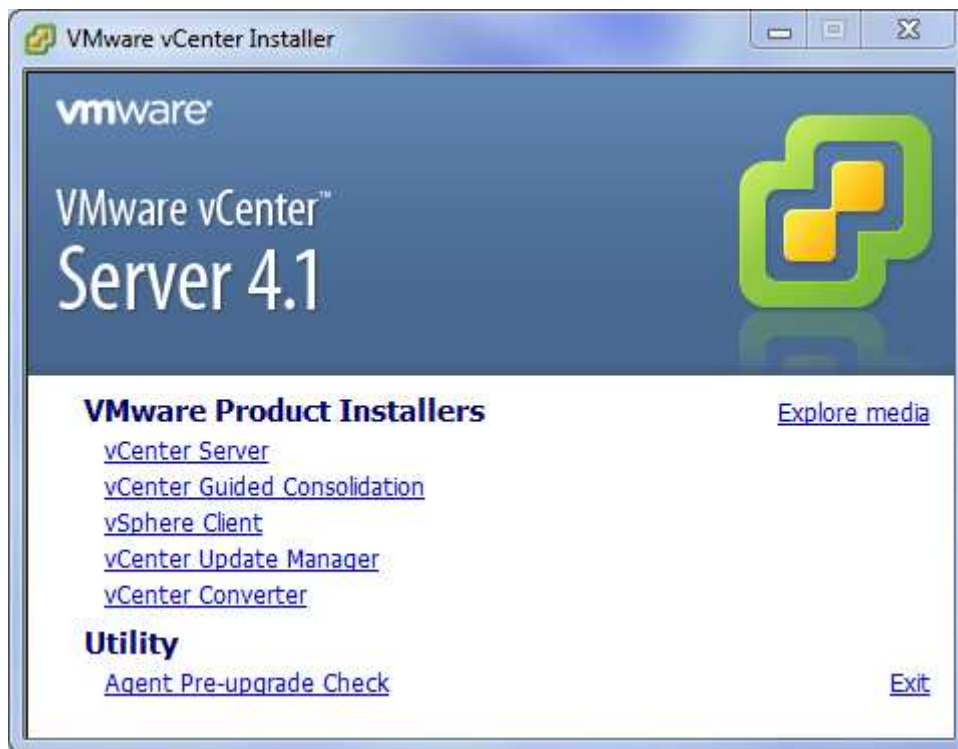 VMware vCenter Installer
vmware®
VMware vCenter™
Server 4.1
VMware Product Installers
Explore media
vCenter Server
vCenter Guided Consolidation
vSphere Client
vCenter Update Manager
vCenter Converter
Utility
Agent Pre-upgrade Check
Exit